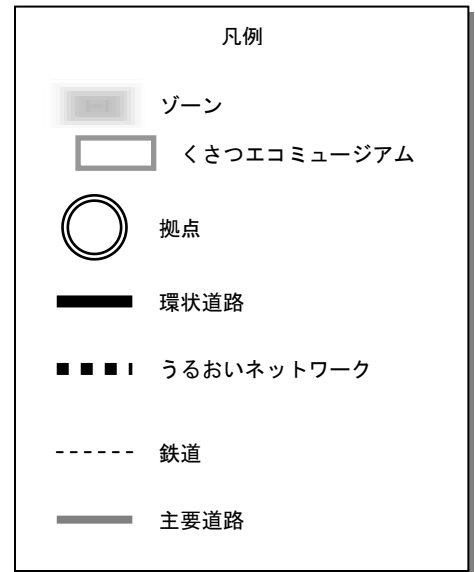 凡例
ゾーン
くさつエコミュージアム
拠点
環状道路
うるおいネットワーク
鉄道
主要道路